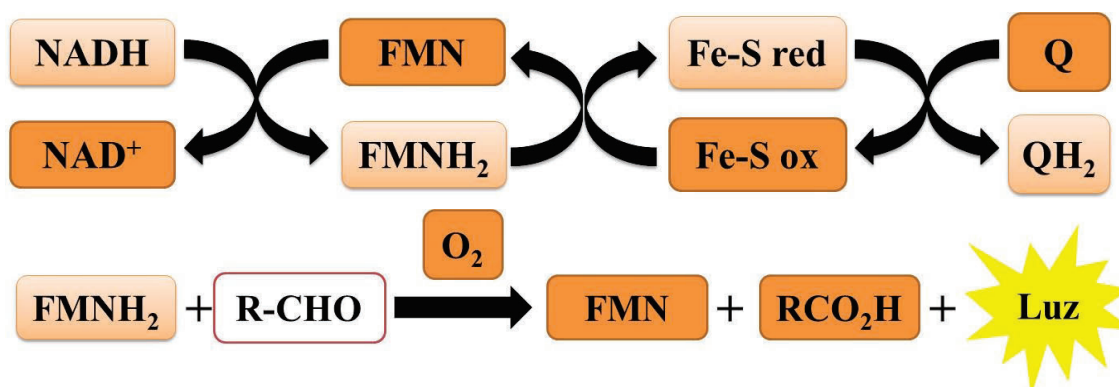 NADH FMN Fe-S red Q
NAD⁺ FMNH₂ Fe-S ox QH₂
O₂
FMNH₂ + R-CHO FMN + RCO₂H + Luz